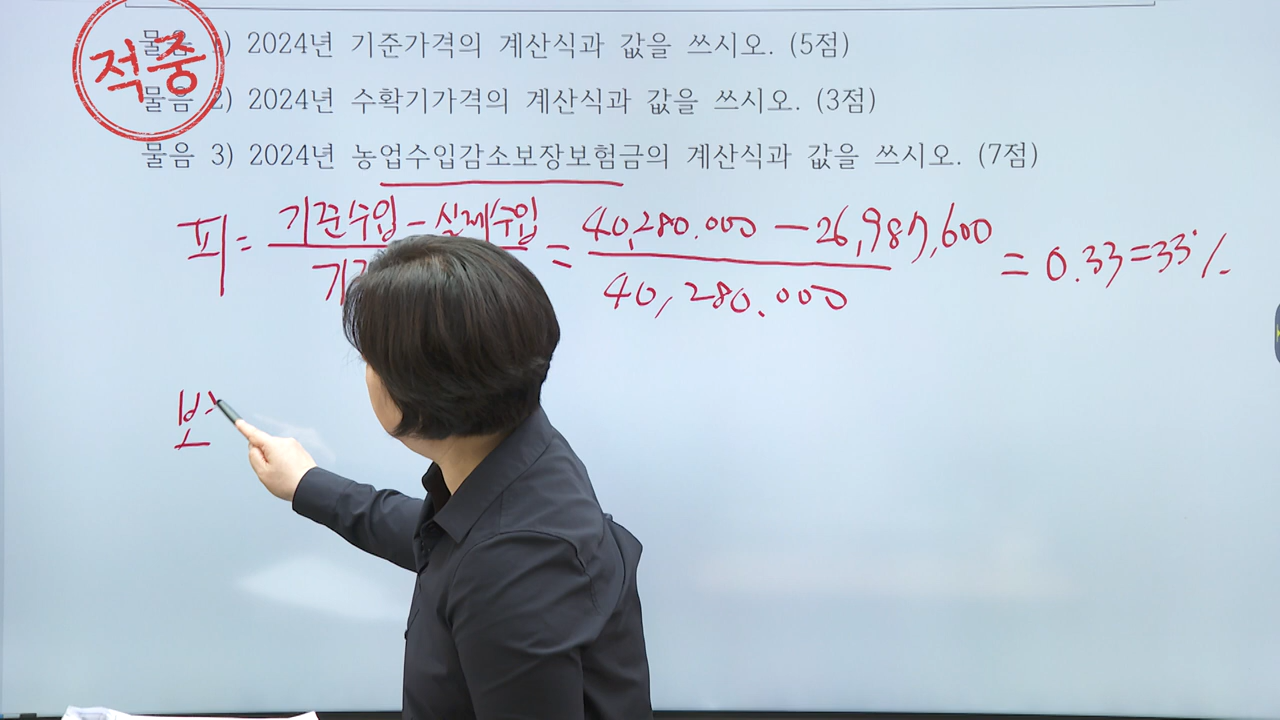 적중
물음 1) 2024년 기준가격의 계산식과 값을 쓰시오. (5점)
물음 2) 2024년 수확기가격의 계산식과 값을 쓰시오. (3점)
물음 3) 2024년 농업수입감소보장보험금의 계산식과 값을 쓰시오. (7점)
피 = 기준수입 - 실제수입 = 40,280.000 - 26,987,600 = 0.33 = 33%
40,280.000